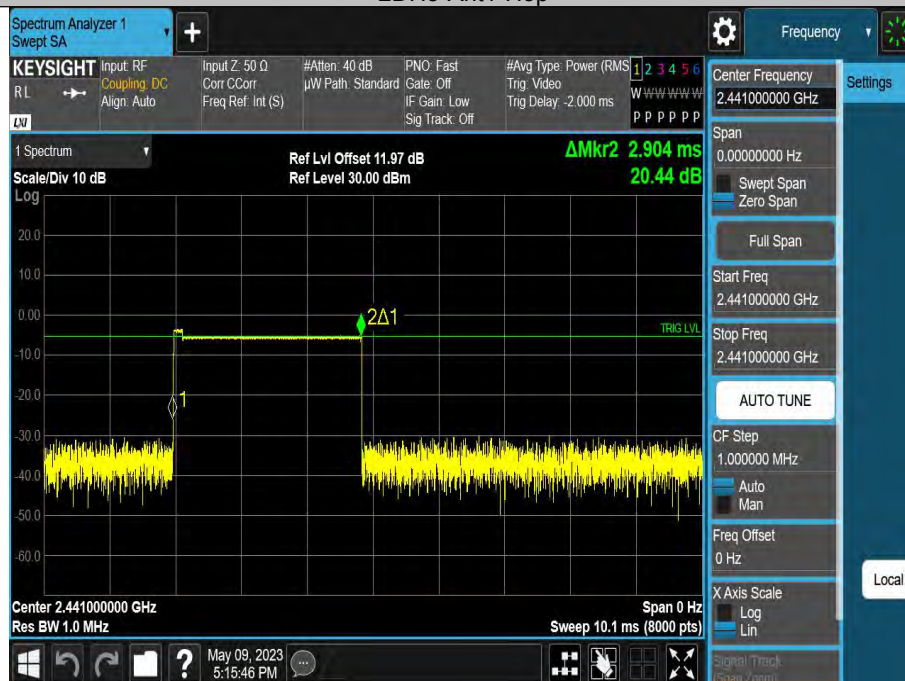 Spectrum Analyzer 1
Swept SA
+
Frequency
KEYSIGHT
RL
LXI
Input: RF
Coupling: DC
Align: Auto
Input Z: 50 Ω
Corr CCorr
Freq Ref: Int (S)
#Atten: 40 dB
µW Path: Standard
PNO: Fast
Gate: Off
IF Gain: Low
Sig Track: Off
#Avg Type: Power (RMS
Trig: Video
Trig Delay: -2.000 ms
1 2 3 4 5 6
W W W W W W
P P P P P P
1 Spectrum
Scale/Div 10 dB
Log
Ref Lvl Offset 11.97 dB
Ref Level 30.00 dBm
ΔMkr2 2.904 ms
20.44 dB
20.0
10.0
0.00
-10.0
-20.0
-30.0
-40.0
-50.0
-60.0
2Δ1
TRIG LVL
1
Center 2.441000000 GHz
Res BW 1.0 MHz
Span 0 Hz
Sweep 10.1 ms (8000 pts)
May 09, 2023
5:15:46 PM
?
Center Frequency
2.441000000 GHz
Span
0.00000000 Hz
Swept Span
Zero Span
Full Span
Start Freq
2.441000000 GHz
Stop Freq
2.441000000 GHz
AUTO TUNE
CF Step
1.000000 MHz
Auto
Man
Freq Offset
0 Hz
X Axis Scale
Log
Lin
Signal Track
(Span Zoom)
Settings
Local